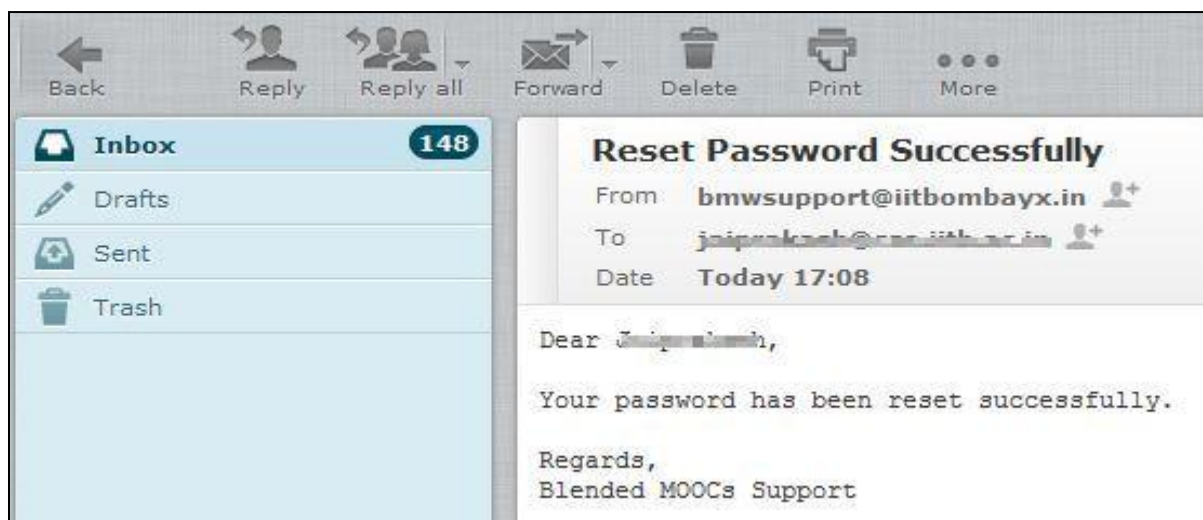 Back Reply Reply all Forward Delete Print More
Inbox 148
Drafts
Sent
Trash
Reset Password Successfully
From bmwsupport@iitbombayx.in
To
Date Today 17:08
Dear
Your password has been reset successfully.
Regards,
Blended MOOCs Support